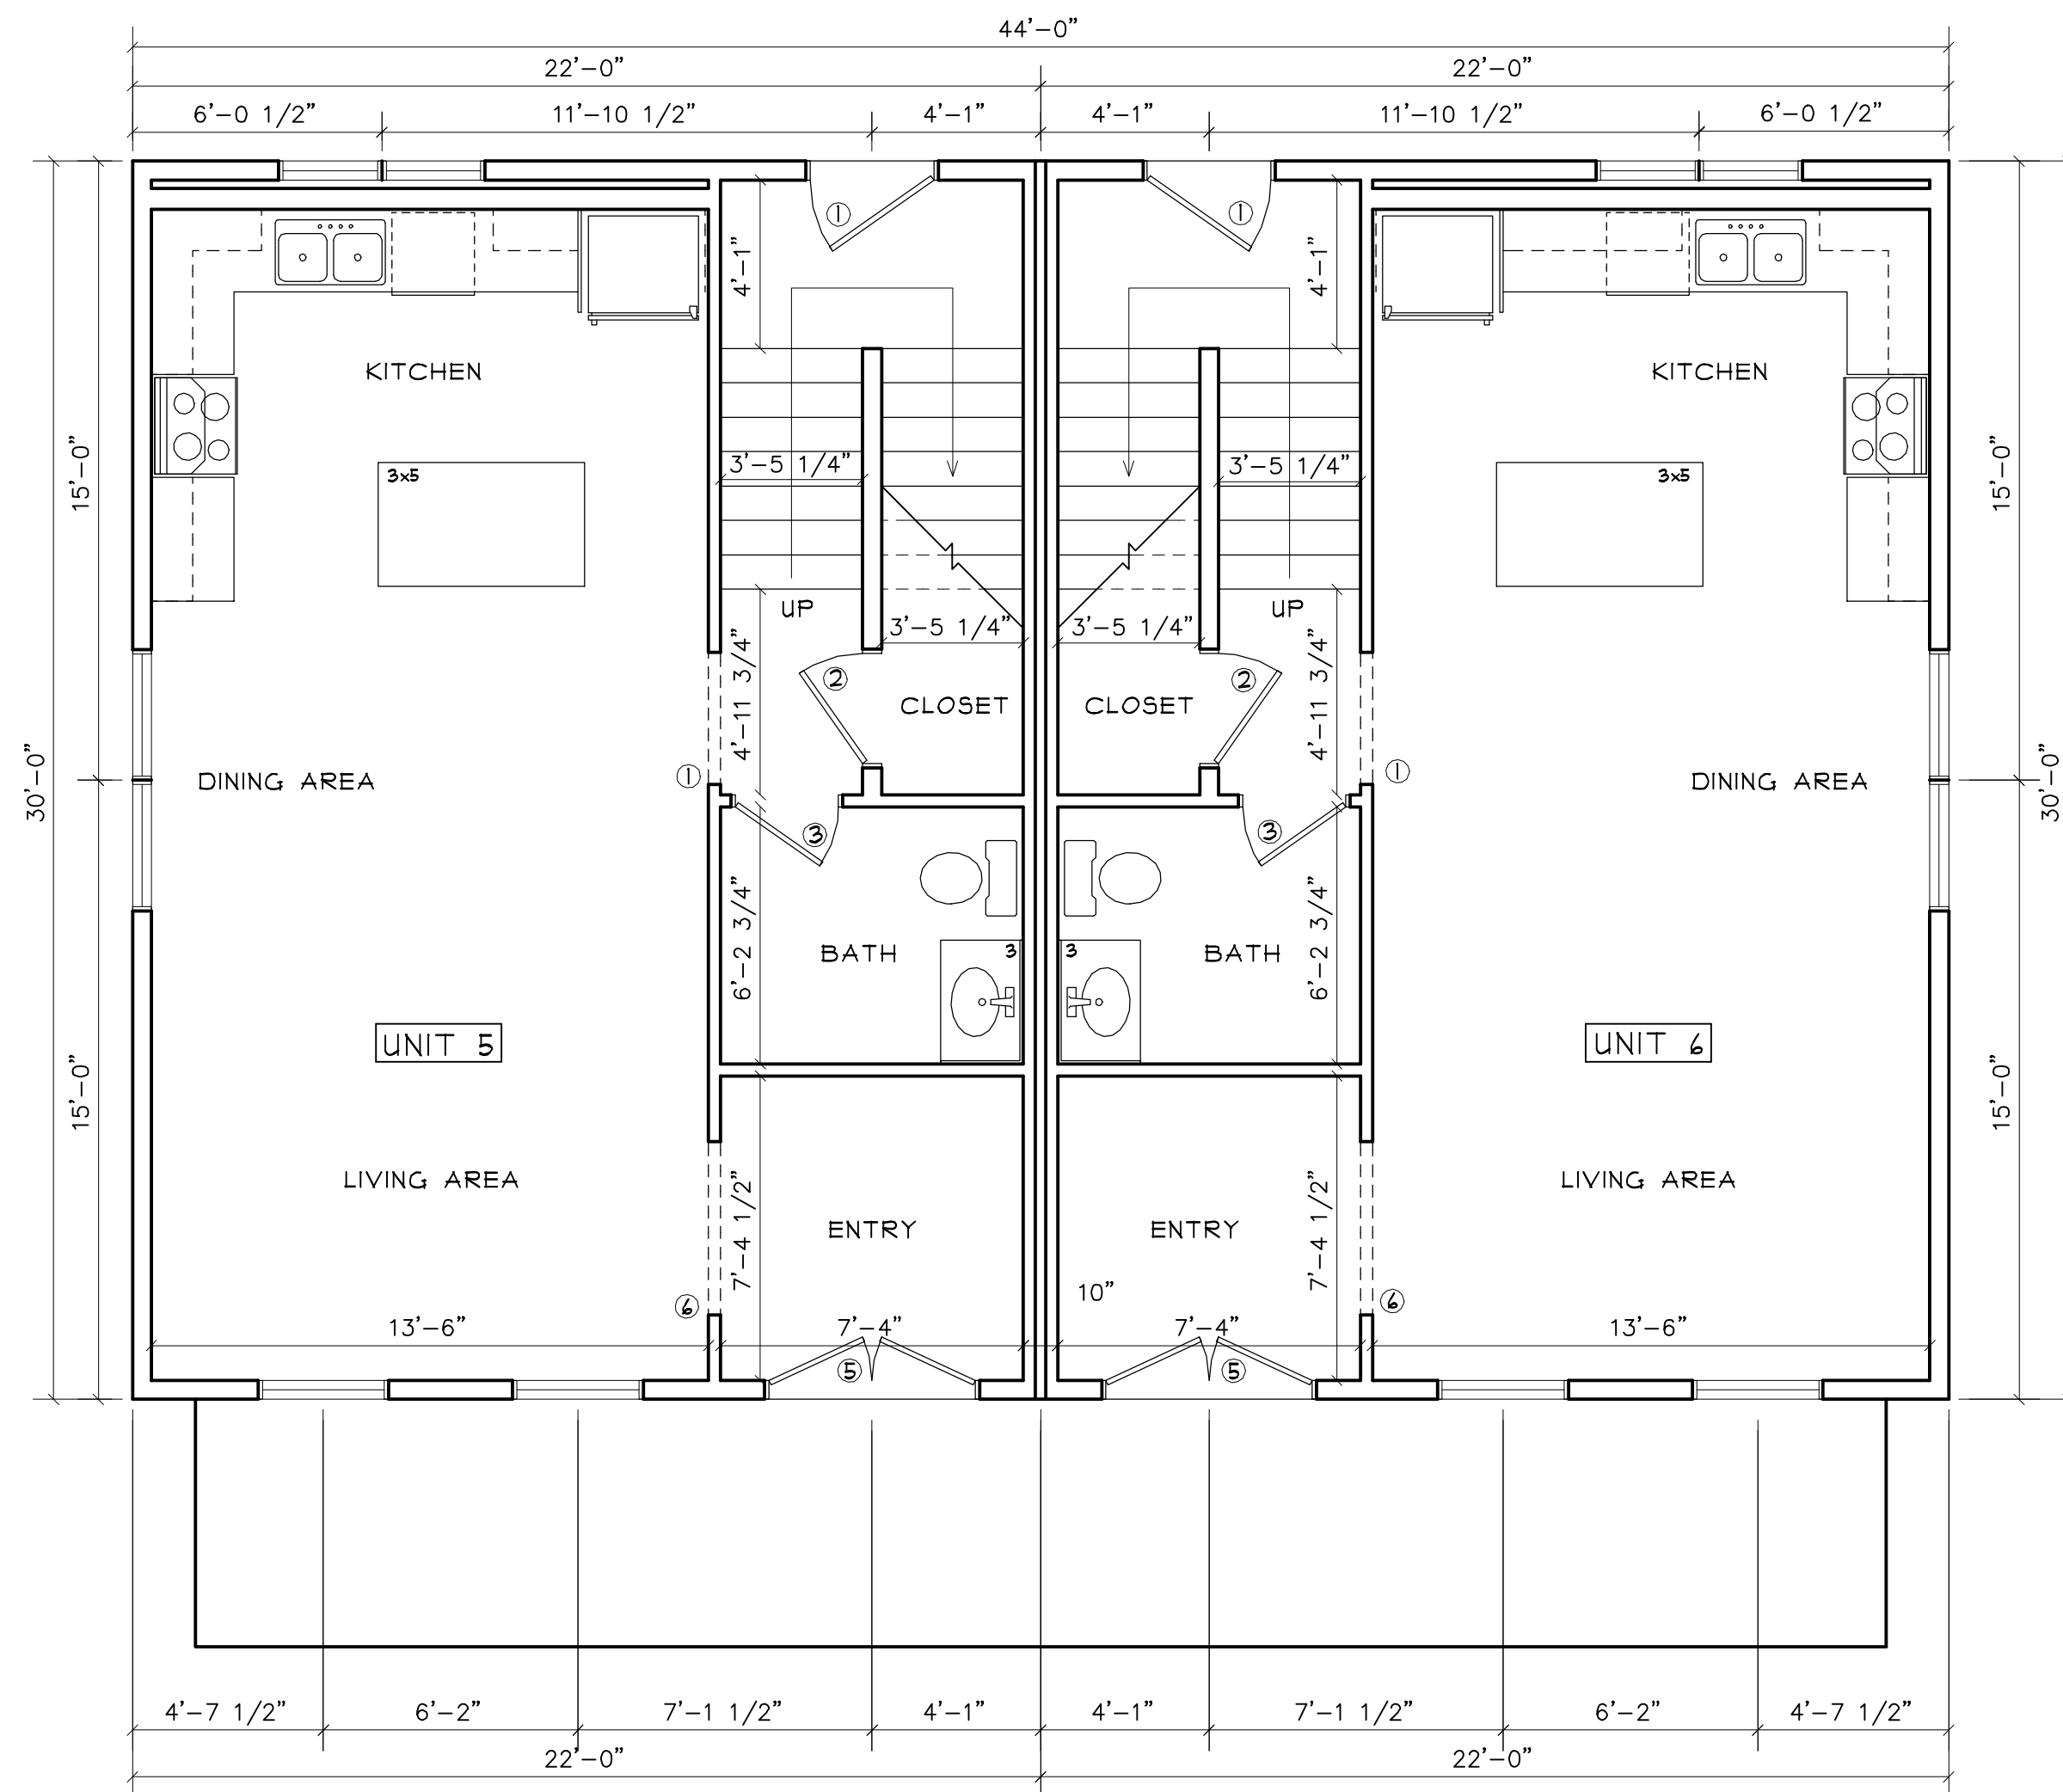 44'-0"
22'-0" 22'-0"
6'-0 1/2" 11'-10 1/2" 4'-1" 4'-1" 11'-10 1/2" 6'-0 1/2"
1 1
4'-1" 4'-1"
KITCHEN KITCHEN
15'-0" 3x5 3'-5 1/4" 3'-5 1/4" 3x5 15'-0"
UP UP
3'-5 1/4" 3'-5 1/4"
4'-11 3/4" 2 2 4'-11 3/4"
CLOSET CLOSET
30'-0" DINING AREA 1 1 DINING AREA 30'-0"
3 3
6'-2 3/4" BATH 3 3 BATH 6'-2 3/4"
15'-0" UNIT 5 UNIT 6 15'-0"
LIVING AREA LIVING AREA
7'-4 1/2" ENTRY ENTRY 7'-4 1/2"
10"
6 6
13'-6" 7'-4" 7'-4" 13'-6"
5 5
4'-7 1/2" 6'-2" 7'-1 1/2" 4'-1" 4'-1" 7'-1 1/2" 6'-2" 4'-7 1/2"
22'-0" 22'-0"